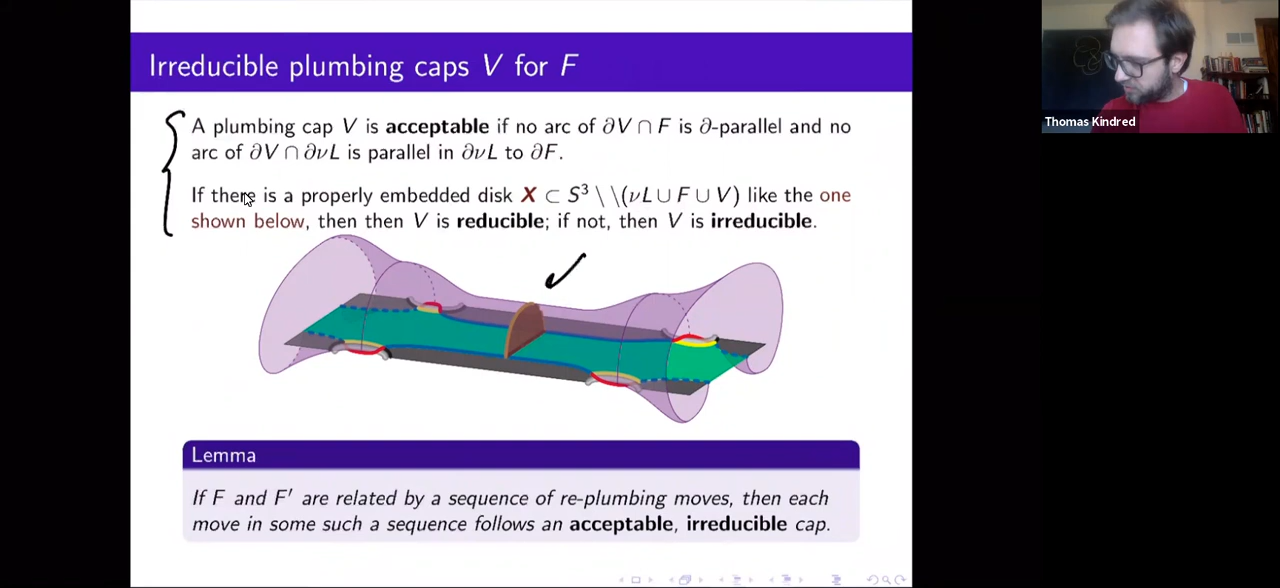 Irreducible plumbing caps V for F
A plumbing cap V is acceptable if no arc of ∂V ∩ F is ∂-parallel and no
arc of ∂V ∩ ∂νL is parallel in ∂νL to ∂F.
If there is a properly embedded disk X ⊂ S³ \ \(νL ∪ F ∪ V) like the one
shown below, then then V is reducible; if not, then V is irreducible.
Lemma
If F and F′ are related by a sequence of re-plumbing moves, then each
move in some such a sequence follows an acceptable, irreducible cap.
Thomas Kindred